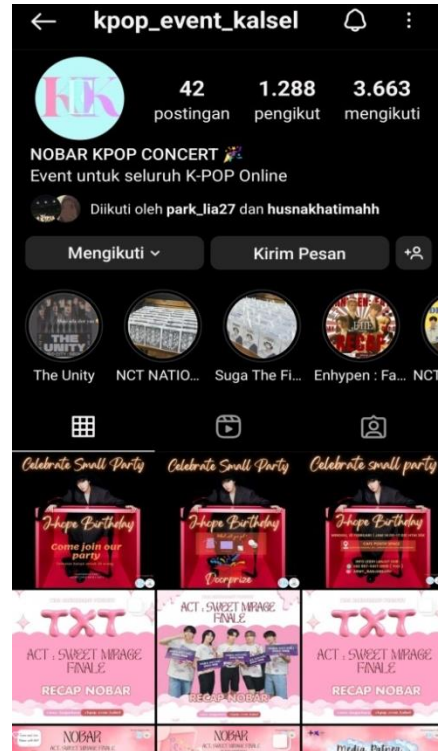 kpop_event_kalsel
42
1.288
3.663
postingan
pengikut
mengikuti
NOBAR KPOP CONCERT
Event untuk seluruh K-POP Online
Diikuti oleh park_lia27 dan husnakhatimahh
Mengikuti
Kirim Pesan
THE
UNITY
The Unity
NCT NATIO...
Suga The Fi...
RECAP
Enhypen : Fa...
NCT
Celebrate Small Party
J-hope Birthday
Come join our
party
Celebrate Small Party
J-hope Birthday
Doorprize
Celebrate small party
J-hope Birthday
TXT
ACT : SWEET MIRAGE
FINALE
RECAP NOBAR
ACT : SWEET MIRAGE
FINALE
RECAP NOBAR
TXT
ACT : SWEET MIRAGE
FINALE
RECAP NOBAR
NOBAR
NOBAR
Media Partner